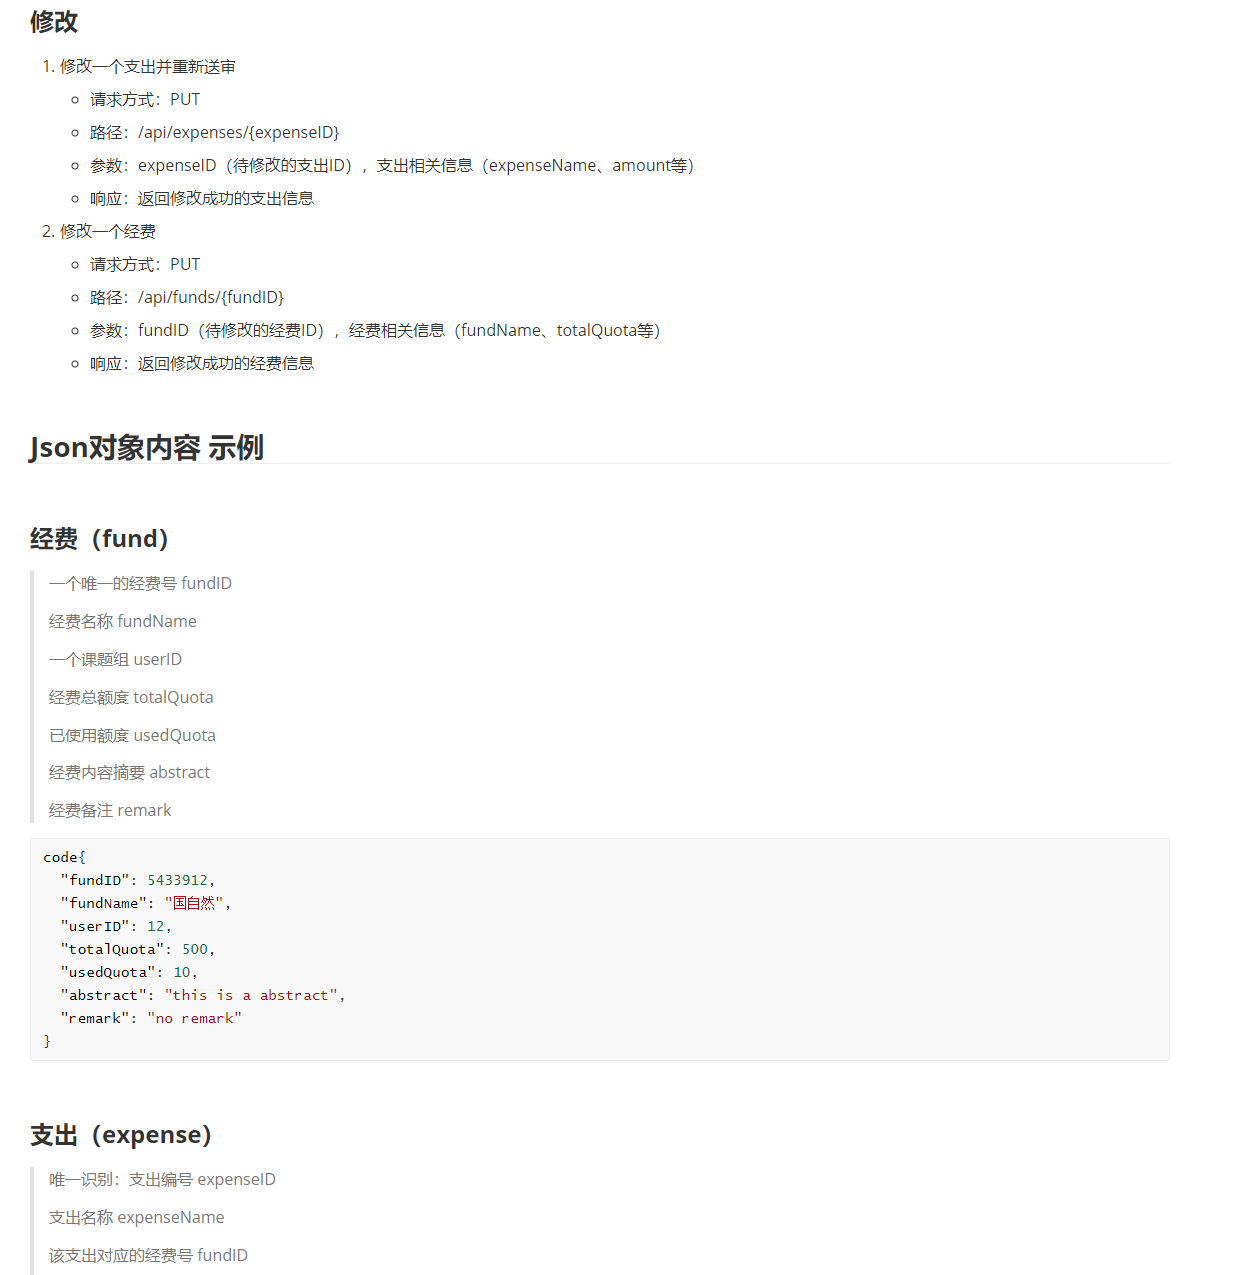 修改
1. 修改一个支出并重新送审
请求方式：PUT
路径：/api/expenses/{expenseID}
参数：expenseID（待修改的支出ID），支出相关信息（expenseName、amount等）
响应：返回修改成功的支出信息
2. 修改一个经费
请求方式：PUT
路径：/api/funds/{fundID}
参数：fundID（待修改的经费ID），经费相关信息（fundName、totalQuota等）
响应：返回修改成功的经费信息
Json对象内容 示例
经费（fund）
一个唯一的经费号 fundID
经费名称 fundName
一个课题组 userID
经费总额度 totalQuota
已使用额度 usedQuota
经费内容摘要 abstract
经费备注 remark
code{
"fundID": 5433912,
"fundName": "国自然",
"userID": 12,
"totalQuota": 500,
"usedQuota": 10,
"abstract": "this is a abstract",
"remark": "no remark"
}
支出（expense）
唯一识别：支出编号 expenseID
支出名称 expenseName
该支出对应的经费号 fundID